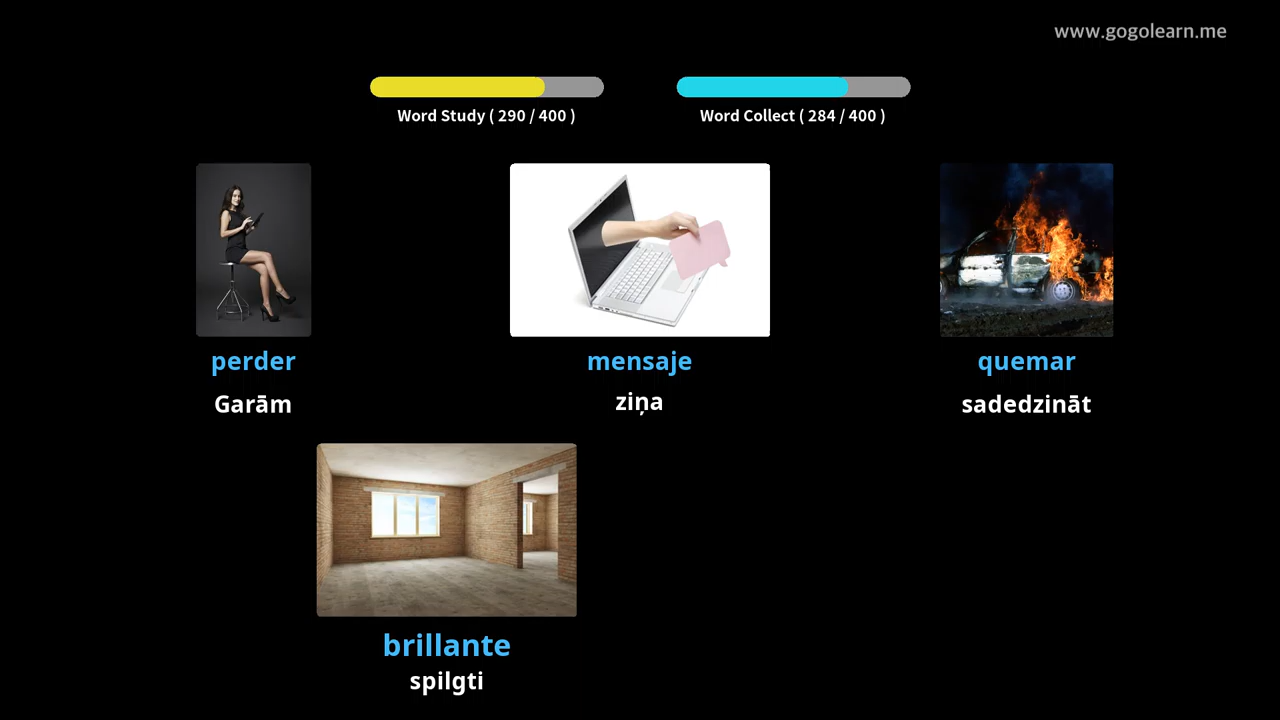 www.gogolearn.me
Word Study ( 290 / 400 )
Word Collect ( 284 / 400 )
perder
mensaje
quemar
Garām
ziņa
sadedzināt
brillante
spilgti